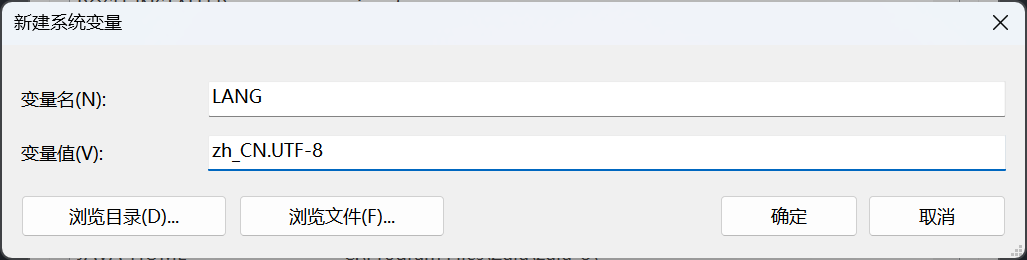 新建系统变量
变量名(N):
LANG
变量值(V):
zh_CN.UTF-8
浏览目录(D)...
浏览文件(F)...
确定
取消